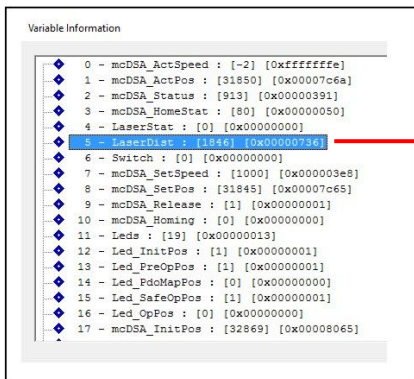 Variable Information
0 - mcDSA_ActSpeed : [-2] [0xfffffffe]
1 - mcDSA_ActPos : [31850] [0x00007c6a]
2 - mcDSA_Status : [913] [0x00000391]
3 - mcDSA_HomeStat : [80] [0x00000050]
4 - LaserStat : [0] [0x00000000]
5 - LaserDist : [1846] [0x00000736]
6 - Switch : [0] [0x00000000]
7 - mcDSA_SetSpeed : [1000] [0x000003e8]
8 - mcDSA_SetPos : [31845] [0x00007c65]
9 - mcDSA_Release : [1] [0x00000001]
10 - mcDSA_Homing : [0] [0x00000000]
11 - Leds : [19] [0x00000013]
12 - Led_InitPos : [1] [0x00000001]
13 - Led_PreOpPos : [1] [0x00000001]
14 - Led_PdoMapPos : [0] [0x00000000]
15 - Led_SafeOpPos : [1] [0x00000001]
16 - Led_OpPos : [0] [0x00000000]
17 - mcDSA_InitPos : [32869] [0x00008065]